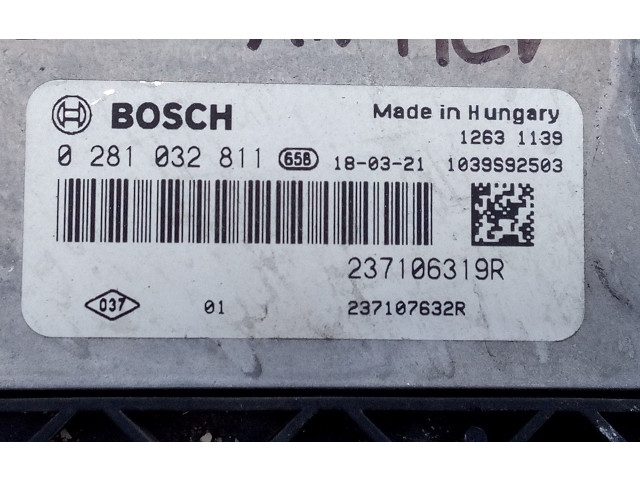 BOSCH Made in Hungary
1263 1139
0 281 032 811 658 18-03-21 1039S92503
237106319R
037 01 237107632R